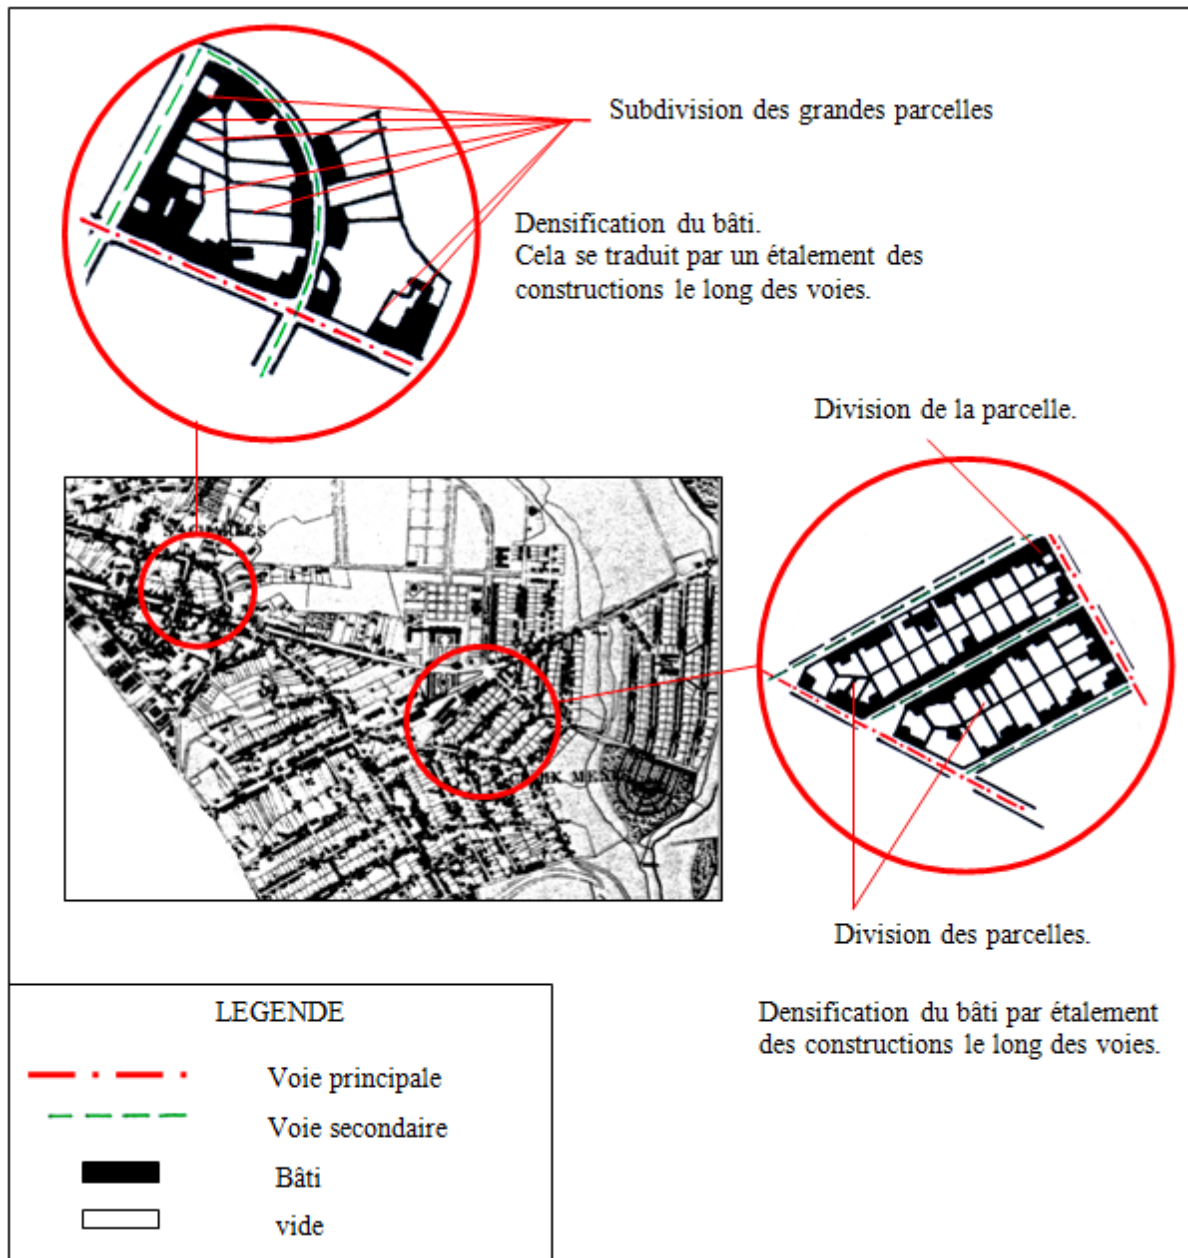 Subdivision des grandes parcelles
Densification du bâti.
Cela se traduit par un étalement des
constructions le long des voies.
Division de la parcelle.
Division des parcelles.
Densification du bâti par étalement
des constructions le long des voies.
LEGENDE
Voie principale
Voie secondaire
Bâti
vide